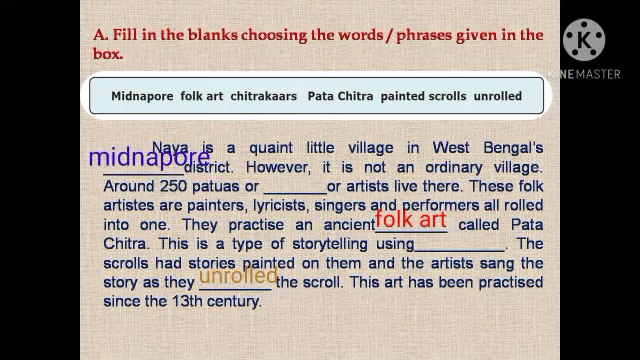 A. Fill in the blanks choosing the words / phrases given in the
box.
KINEMASTER
Midnapore folk art chitrakaars Pata Chitra painted scrolls unrolled
Naya is a quaint little village in West Bengal's
midnapore
_________district. However, it is not an ordinary village.
Around 250 patuas or _______or artists live there. These folk
artistes are painters, lyricists, singers and performers all rolled
into one. They practise an ancient folk art called Pata
Chitra. This is a type of storytelling using__________. The
scrolls had stories painted on them and the artists sang the
story as they unrolled the scroll. This art has been practised
since the 13th century.